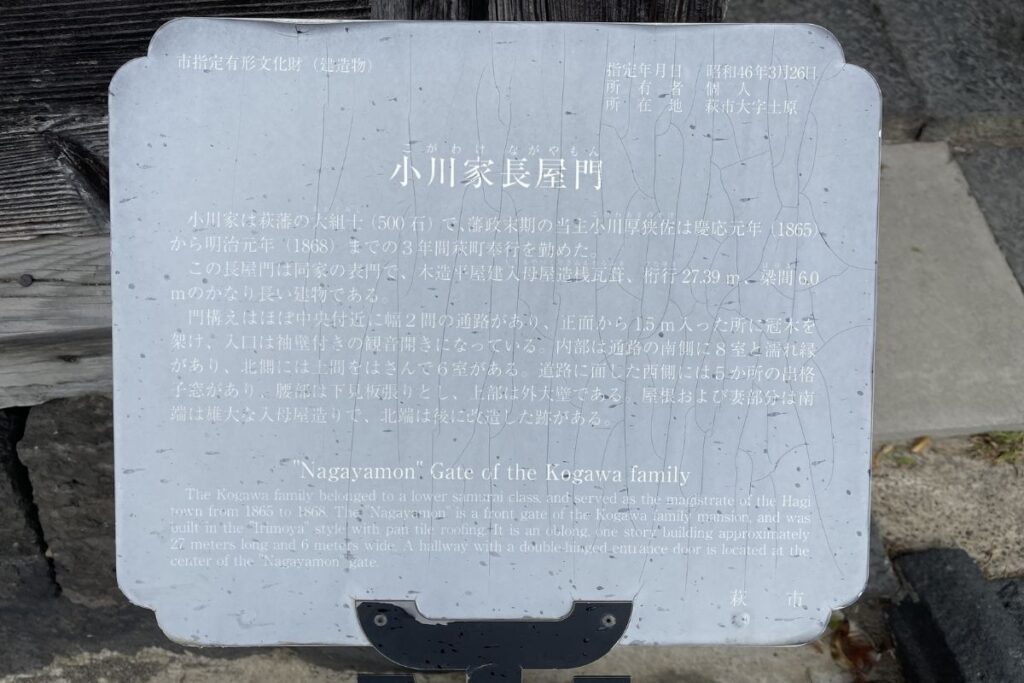 市指定有形文化財（建造物）
指定年月日 昭和46年3月26日
所有者 個人
所在地 萩市大字土原
こがわけ ながやもん
小川家長屋門
小川家は萩藩の大組士（500石）で、藩政末期の当主小川厚狭佐は慶応元年（1865）
から明治元年（1868）までの3年間萩町奉行を勤めた。
この長屋門は同家の表門で、木造平屋建入母屋造桟瓦葺、桁行27.39m、梁間6.0
mのかなり長い建物である。
門構えはほぼ中央付近に幅2間の通路があり、正面から1.5m入った所に冠木を
架け、入口は袖壁付きの観音開きになっている。内部は通路の南側に8室と濡れ縁
があり、北側には土間をはさんで6室がある。道路に面した西側には5か所の出格
子窓があり、腰部は下見板張りとし、上部は外大壁である。屋根および妻部分は南
端は雄大な入母屋造りで、北端は後に改造した跡がある。
"Nagayamon" Gate of the Kogawa family
The Kogawa family belonged to a lower samurai class, and served as the magistrate of the Hagi
town from 1865 to 1868. The "Nagayamon" is a front gate of the Kogawa family mansion, and was
built in the "Irimoya" style with pan tile roofing. It is an oblong, one story building approximately
27 meters long and 6 meters wide. A hallway with a double-hinged entrance door is located at the
center of the "Nagayamon" gate.
萩市